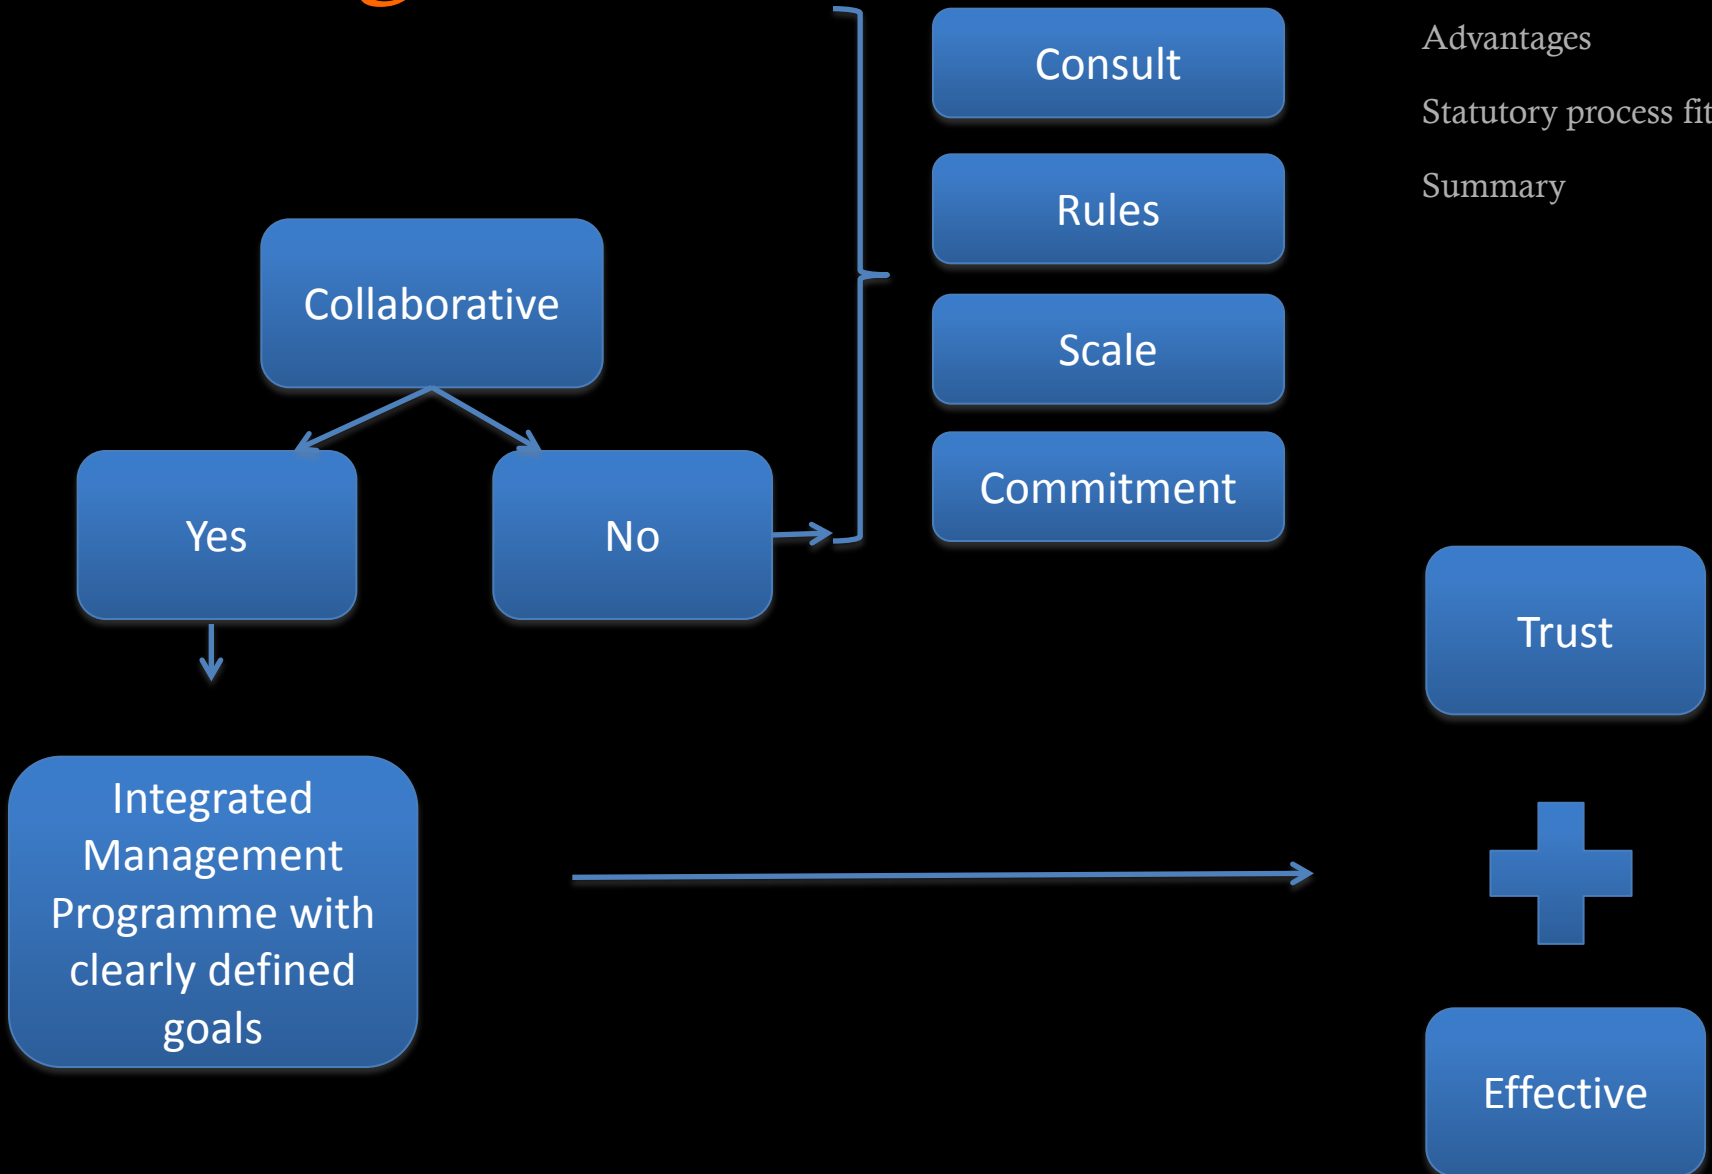 Consult
Advantages
Statutory process fit
Rules
Summary
Collaborative
Scale
Commitment
Yes
No
Trust
Integrated
Management
Programme with
clearly defined
goals
Effective